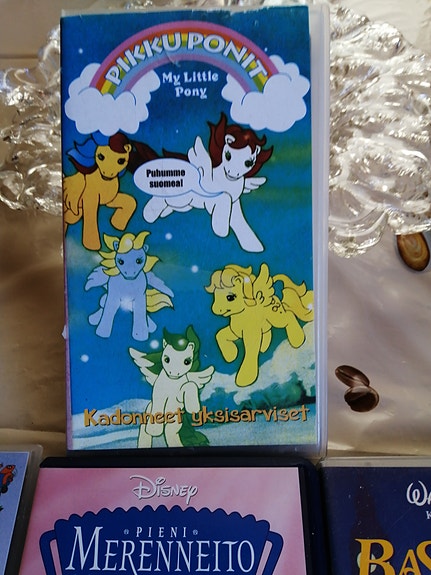 PIKKU PONIT
My Little
Pony
Puhumme
suomea!
Kadonneet yksisarviset
Disney
PIENI
MERENNEITO